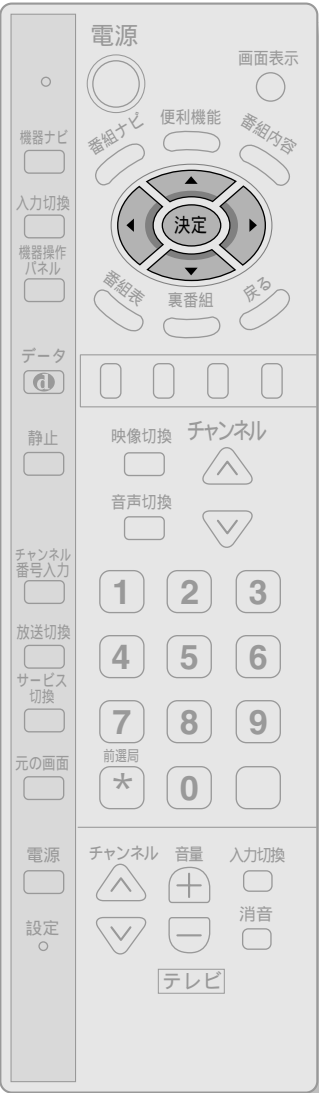 電源
画面表示
番組ナビ
便利機能
番組内容
機器ナビ
入力切換
決定
機器操作
パネル
番組表
裏番組
戻る
データ
d
静止
映像切換
チャンネル
音声切換
チャンネル
番号入力
1 2 3
放送切換
4 5 6
サービス
切換
7 8 9
元の画面
前選局
* 0
電源
チャンネル
音量
入力切換
+
設定
消音
−
テレビ